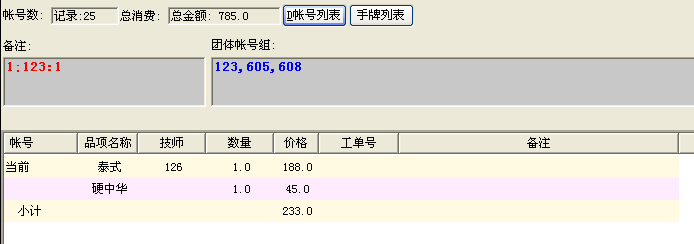 帐号数: 记录:25 总消费: 总金额: 785.0 D帐号列表 手牌列表
备注: 团体帐号组:
1:123:1 123,605,608
帐号 品项名称 技师 数量 价格 工单号 备注
当前 泰式 126 1.0 188.0
硬中华 1.0 45.0
小计 233.0